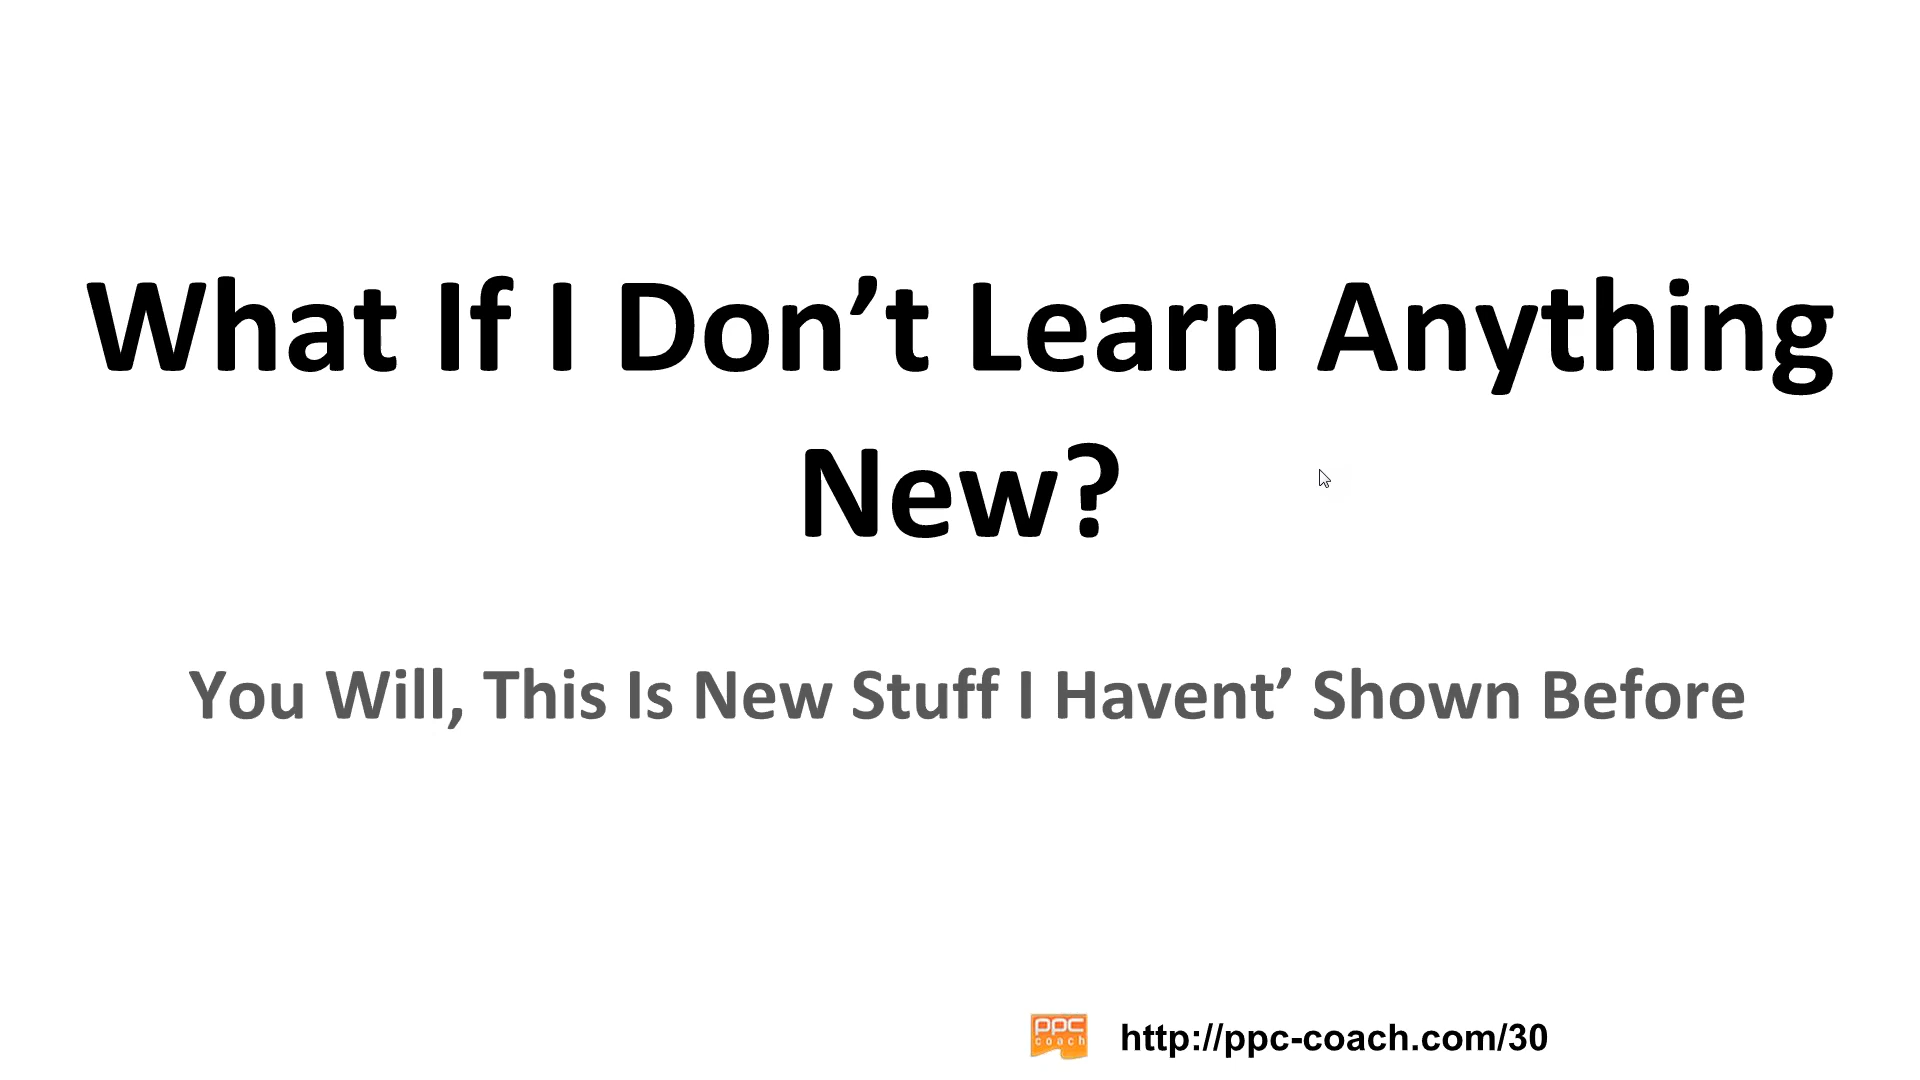 What If I Don’t Learn Anything
New?
You Will, This Is New Stuff I Havent’ Shown Before
ppc
coach
http://ppc-coach.com/30